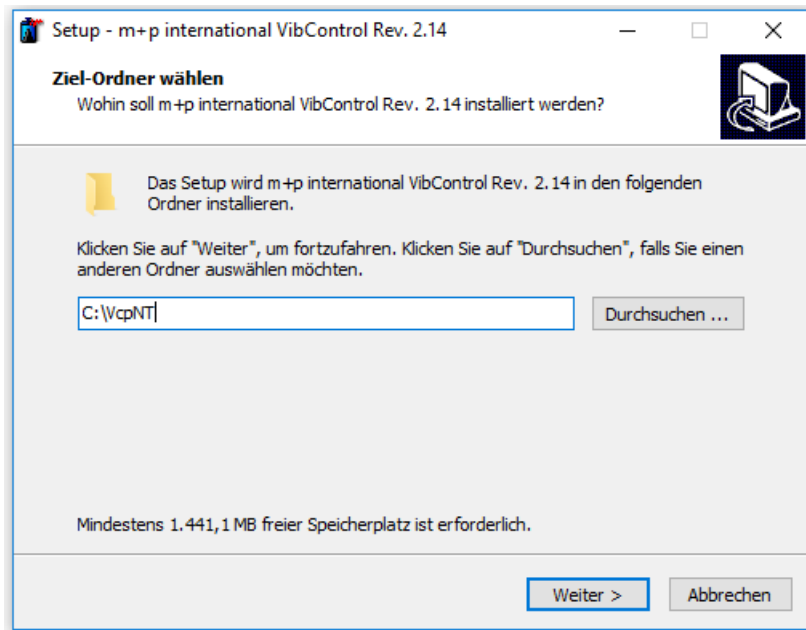 Setup - m+p international VibControl Rev. 2.14
Ziel-Ordner wählen
Wohin soll m+p international VibControl Rev. 2.14 installiert werden?
Das Setup wird m+p international VibControl Rev. 2.14 in den folgenden
Ordner installieren.
Klicken Sie auf "Weiter", um fortzufahren. Klicken Sie auf "Durchsuchen", falls Sie einen
anderen Ordner auswählen möchten.
C:\VcpNT
Durchsuchen ...
Mindestens 1.441,1 MB freier Speicherplatz ist erforderlich.
Weiter >
Abbrechen